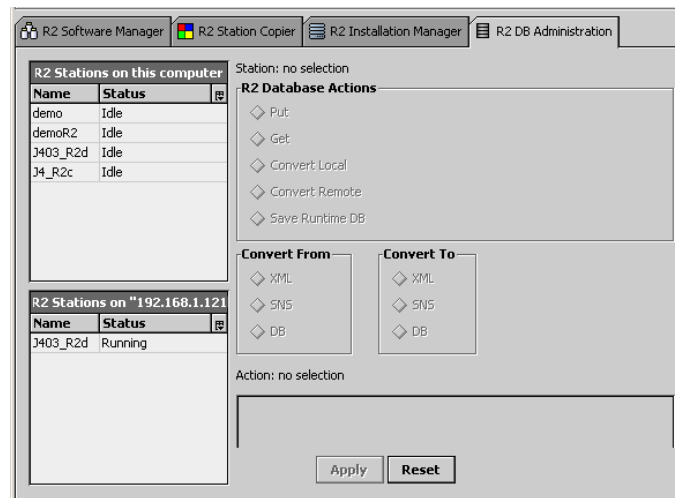 R2 Software Manager R2 Station Copier R2 Installation Manager R2 DB Administration
R2 Stations on this computer
Name Status
demo Idle
demoR2 Idle
J403_R2d Idle
J4_R2c Idle
R2 Stations on "192.168.1.121
Name Status
J403_R2d Running
Station: no selection
R2 Database Actions
Put
Get
Convert Local
Convert Remote
Save Runtime DB
Convert From
XML
SNS
DB
Convert To
XML
SNS
DB
Action: no selection
Apply Reset